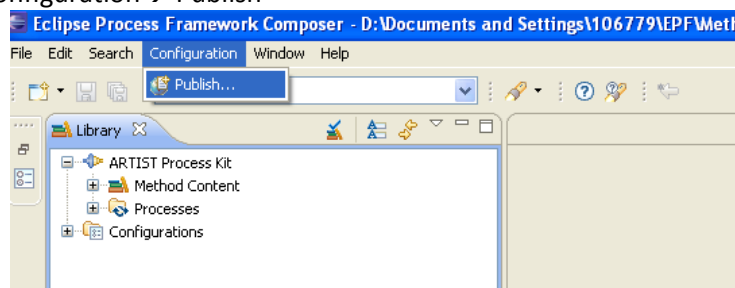 Eclipse Process Framework Composer - D:\Documents and Settings\106779\EPF\Meth
File Edit Search Configuration Window Help
Publish...
Library
ARTIST Process Kit
Method Content
Processes
Configurations